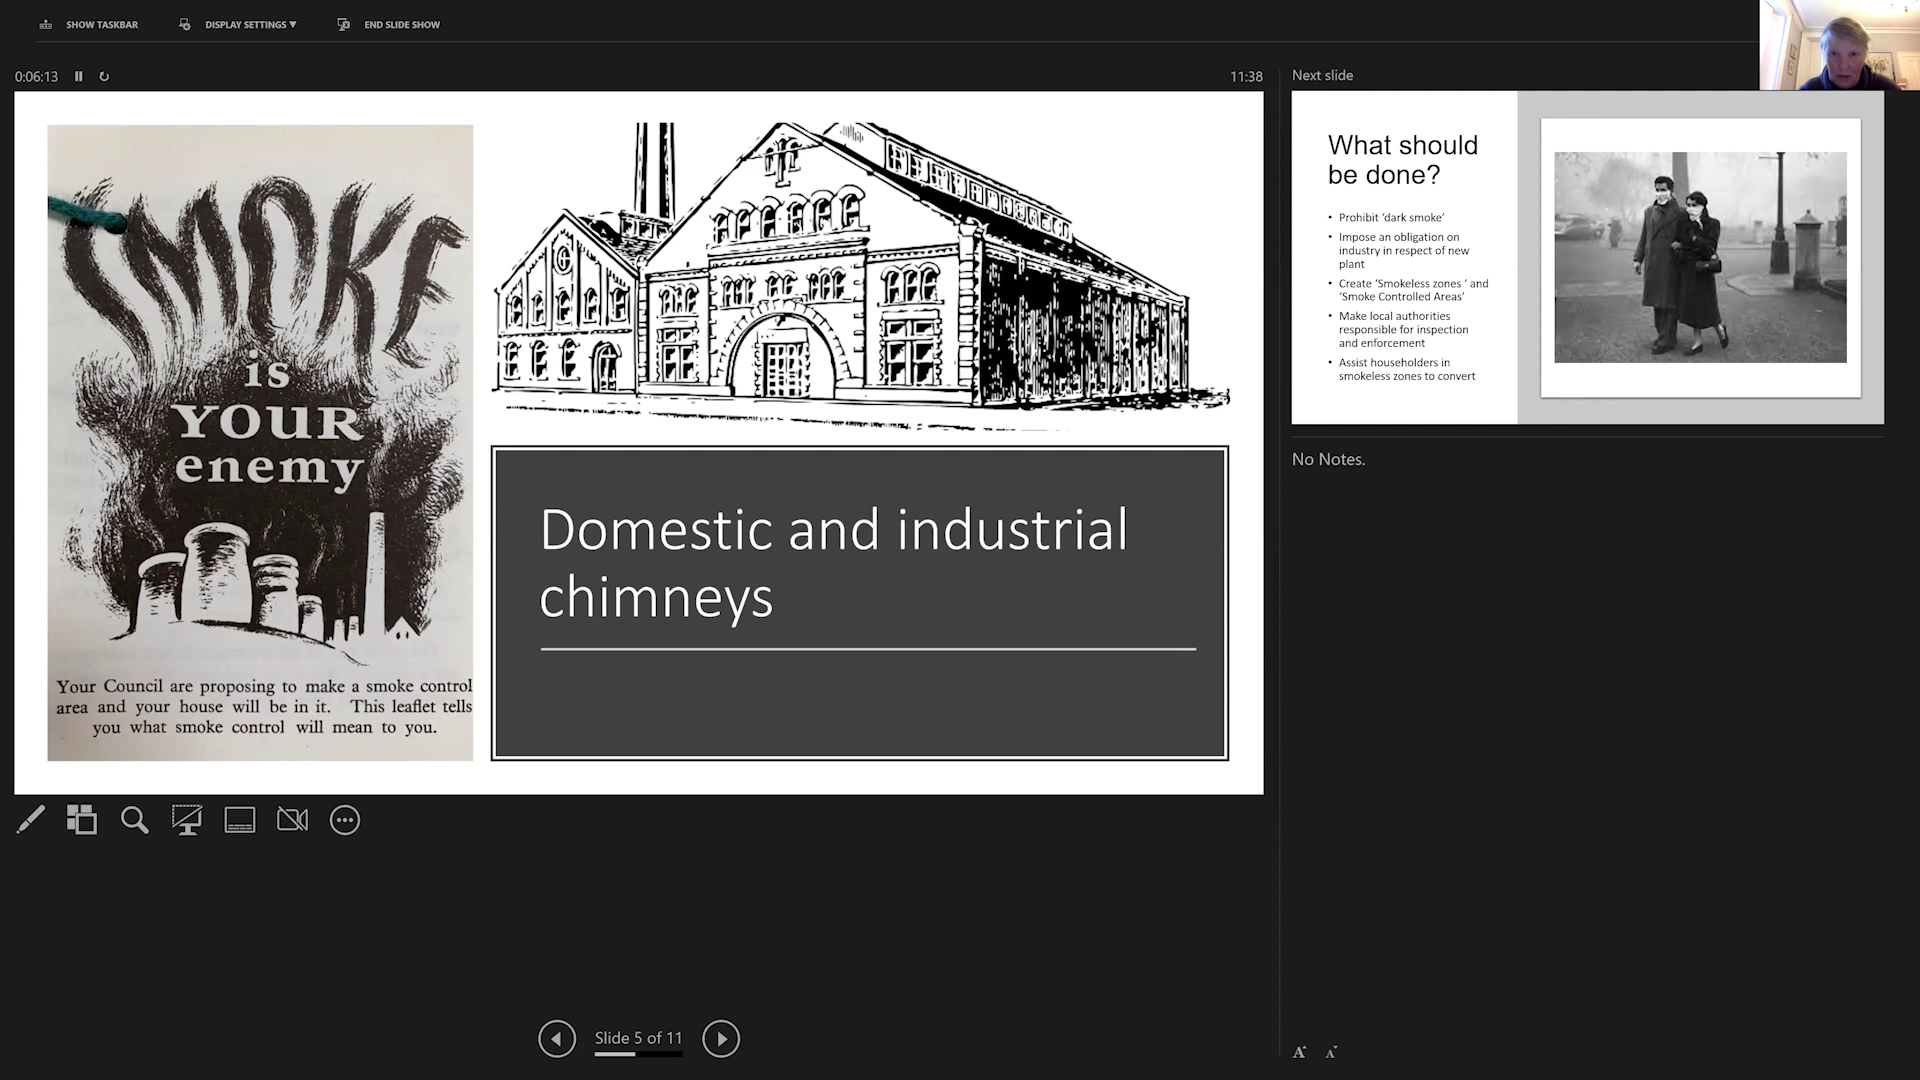 SHOW TASKBAR
DISPLAY SETTINGS ▼
END SLIDE SHOW
0:06:13
11:38
SMOKE
is
YOUR
enemy
Your Council are proposing to make a smoke control
area and your house will be in it. This leaflet tells
you what smoke control will mean to you.
Domestic and industrial
chimneys
Slide 5 of 11
Next slide
What should
be done?
• Prohibit ‘dark smoke’
• Impose an obligation on
industry in respect of new
plant
• Create ‘Smokeless zones ‘ and
‘Smoke Controlled Areas’
• Make local authorities
responsible for inspection
and enforcement
• Assist householders in
smokeless zones to convert
No Notes.
A A